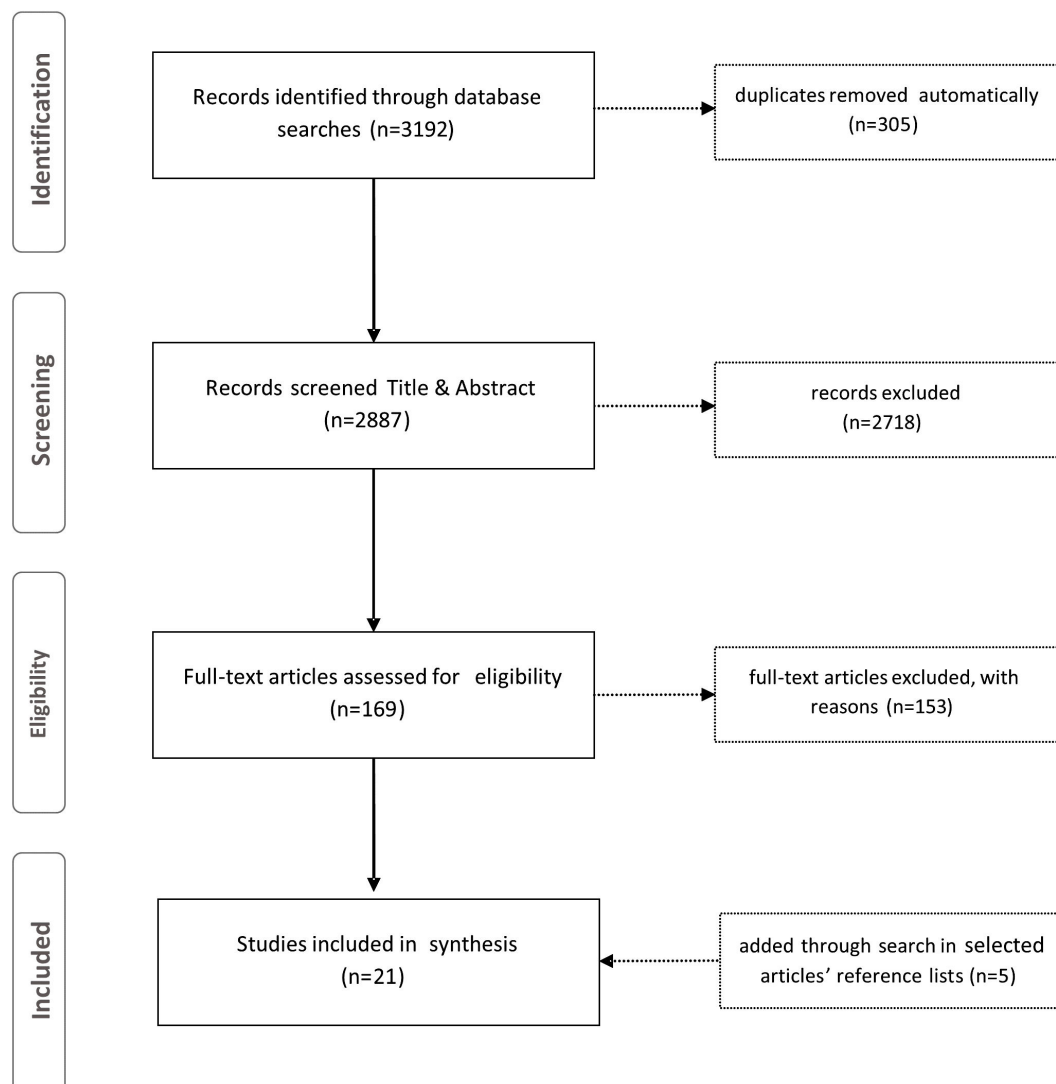 Identification
Records identified through database
searches (n=3192)
duplicates removed automatically
(n=305)
Screening
Records screened Title & Abstract
(n=2887)
records excluded
(n=2718)
Eligibility
Full-text articles assessed for eligibility
(n=169)
full-text articles excluded, with
reasons (n=153)
Included
Studies included in synthesis
(n=21)
added through search in selected
articles’ reference lists (n=5)